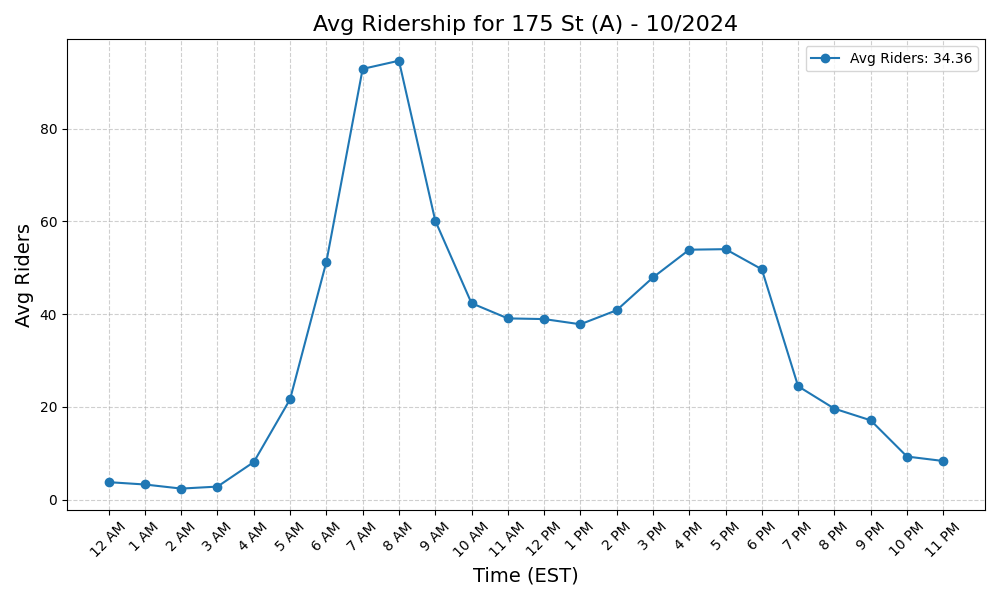 Avg Ridership for 175 St (A) - 10/2024
Avg Riders: 34.36
Avg Riders
80
60
40
20
0
12 AM
1 AM
2 AM
3 AM
4 AM
5 AM
6 AM
7 AM
8 AM
9 AM
10 AM
11 AM
12 PM
1 PM
2 PM
3 PM
4 PM
5 PM
6 PM
7 PM
8 PM
9 PM
10 PM
11 PM
Time (EST)